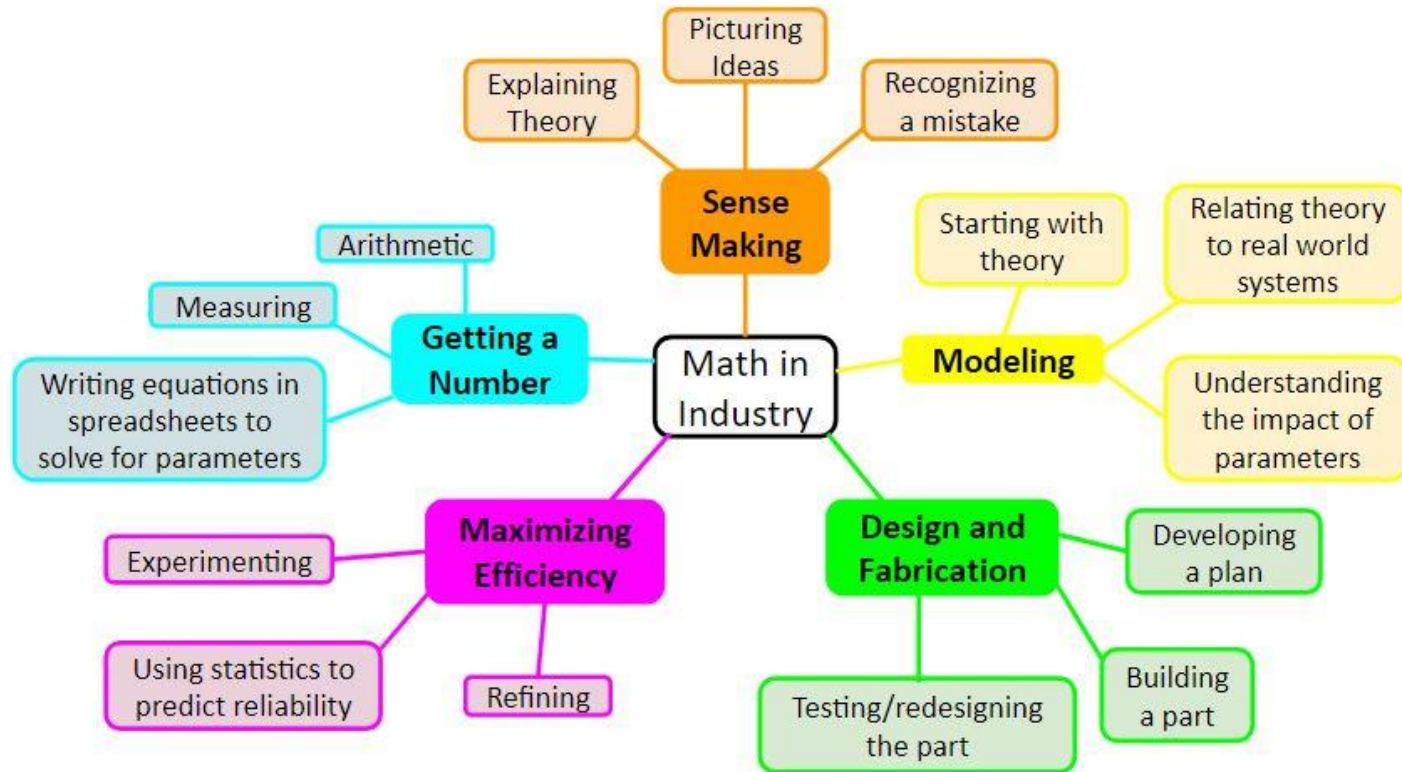 Math in
Industry
Sense
Making
Explaining
Theory
Picturing
Ideas
Recognizing
a mistake
Modeling
Starting with
theory
Relating theory
to real world
systems
Understanding
the impact of
parameters
Design and
Fabrication
Developing
a plan
Building
a part
Testing/redesigning
the part
Maximizing
Efficiency
Refining
Using statistics to
predict reliability
Experimenting
Getting a
Number
Writing equations in
spreadsheets to
solve for parameters
Measuring
Arithmetic